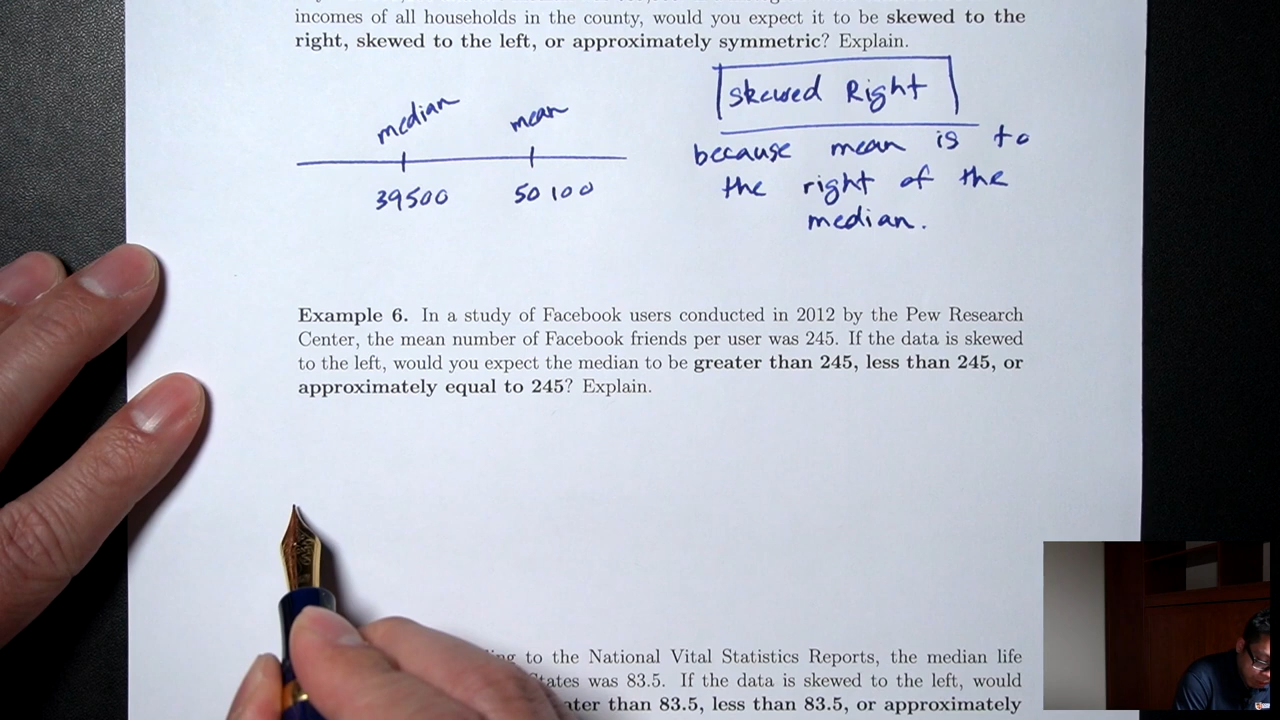 incomes of all households in the county, would you expect it to be skewed to the
right, skewed to the left, or approximately symmetric? Explain.
median mean
39500 50100
Skewed Right
because mean is to
the right of the
median.
Example 6. In a study of Facebook users conducted in 2012 by the Pew Research
Center, the mean number of Facebook friends per user was 245. If the data is skewed
to the left, would you expect the median to be greater than 245, less than 245, or
approximately equal to 245? Explain.
to the National Vital Statistics Reports, the median life
was 83.5. If the data is skewed to the left, would
than 83.5, less than 83.5, or approximately